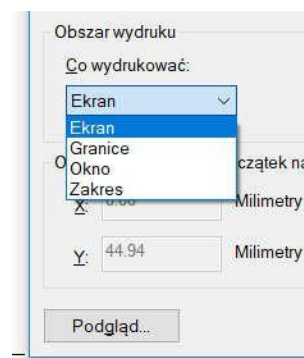 Obszar wydruku
Co wydrukować:
Ekran
Ekran
Granice
Okno
Zakres
czątek na
X:
Milimetry
Y: 44.94 Milimetry
Podgląd...